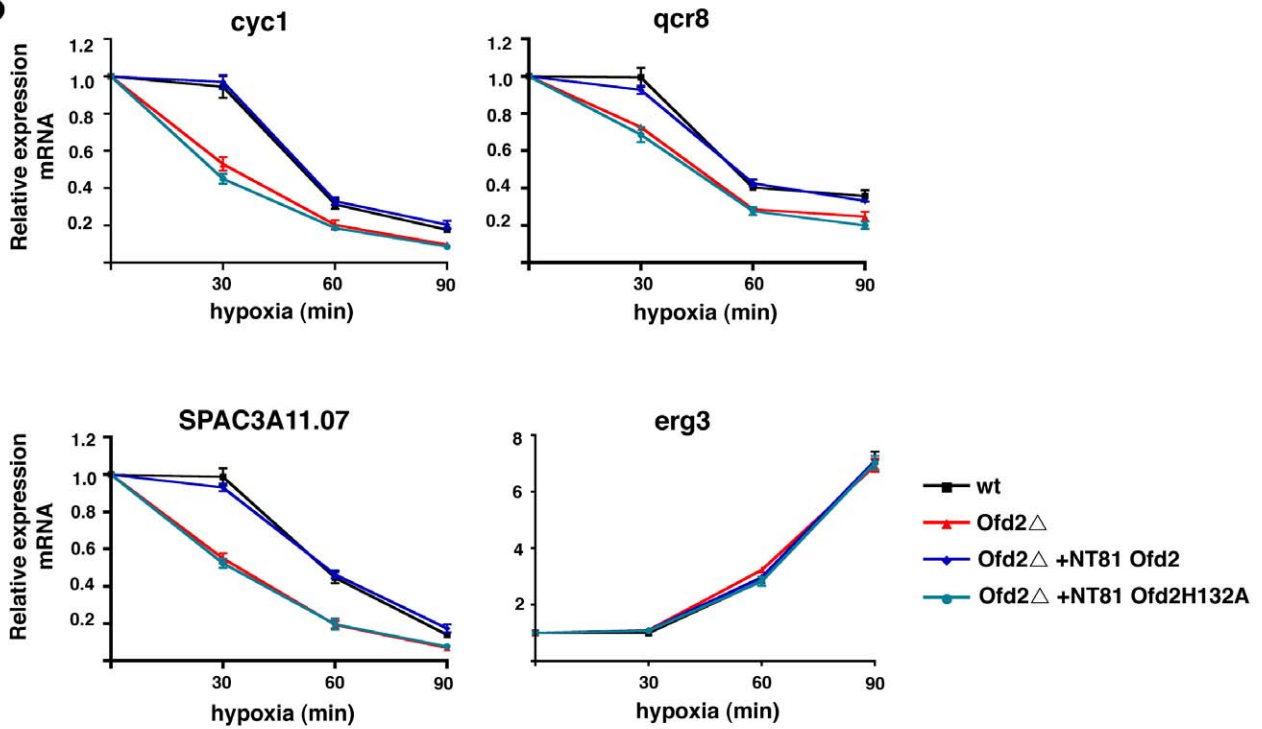 cyc1
qcr8
Relative expression
mRNA
1.2
1.0
0.8
0.6
0.4
0.2
30
60
90
hypoxia (min)
1.2
1.0
0.8
0.6
0.4
0.2
30
60
90
hypoxia (min)
SPAC3A11.07
erg3
Relative expression
mRNA
1.2
1.0
0.8
0.6
0.4
0.2
30
60
90
hypoxia (min)
8
6
4
2
30
60
90
hypoxia (min)
wt
Ofd2△
Ofd2△ +NT81 Ofd2
Ofd2△ +NT81 Ofd2H132A